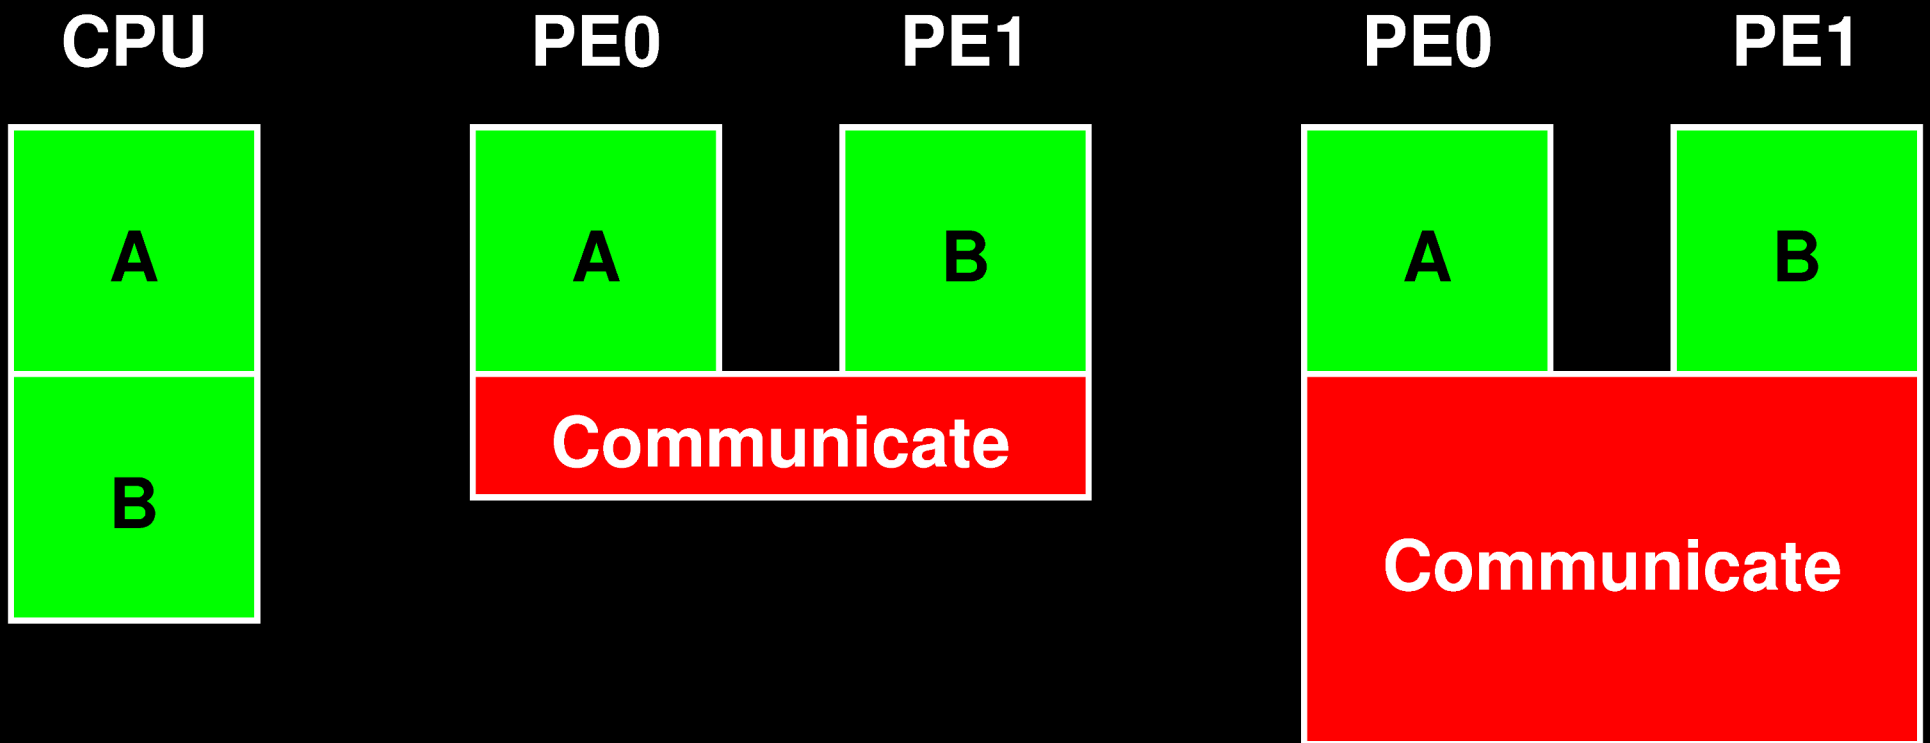 CPU PE0 PE1 PE0 PE1
A A B A B
Communicate
B
Communicate